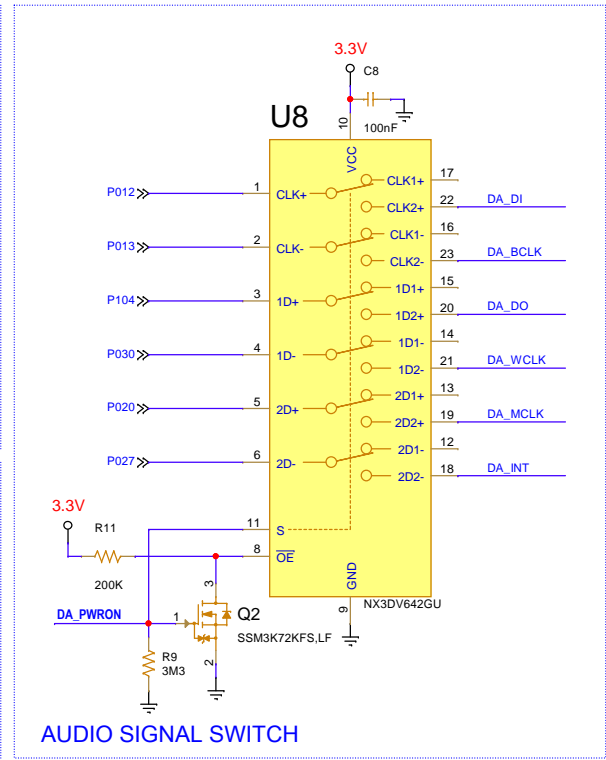 3.3V
C8
U8
10
100nF
VCC
P012
1
CLK+
CLK1+
17
CLK2+
22
DA_DI
P013
2
CLK-
CLK1-
16
CLK2-
23
DA_BCLK
P104
3
1D+
1D1+
15
1D2+
20
DA_DO
P030
4
1D-
1D1-
14
1D2-
21
DA_WCLK
P020
5
2D+
2D1+
13
2D2+
19
DA_MCLK
P027
6
2D-
2D1-
12
2D2-
18
DA_INT
3.3V
R11
200K
11
S
8
OE
GND
9
NX3DV642GU
DA_PWRON
1
3
2
Q2
SSM3K72KFS,LF
R9
3M3
AUDIO SIGNAL SWITCH